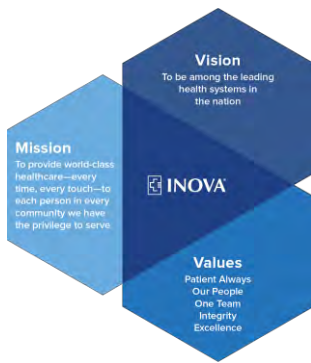 Vision
To be among the leading
health systems in
the nation
Mission
To provide world-class
healthcare—every
time, every touch—to
each person in every
community we have
the privilege to serve
INOVA
Values
Patient Always
Our People
One Team
Integrity
Excellence